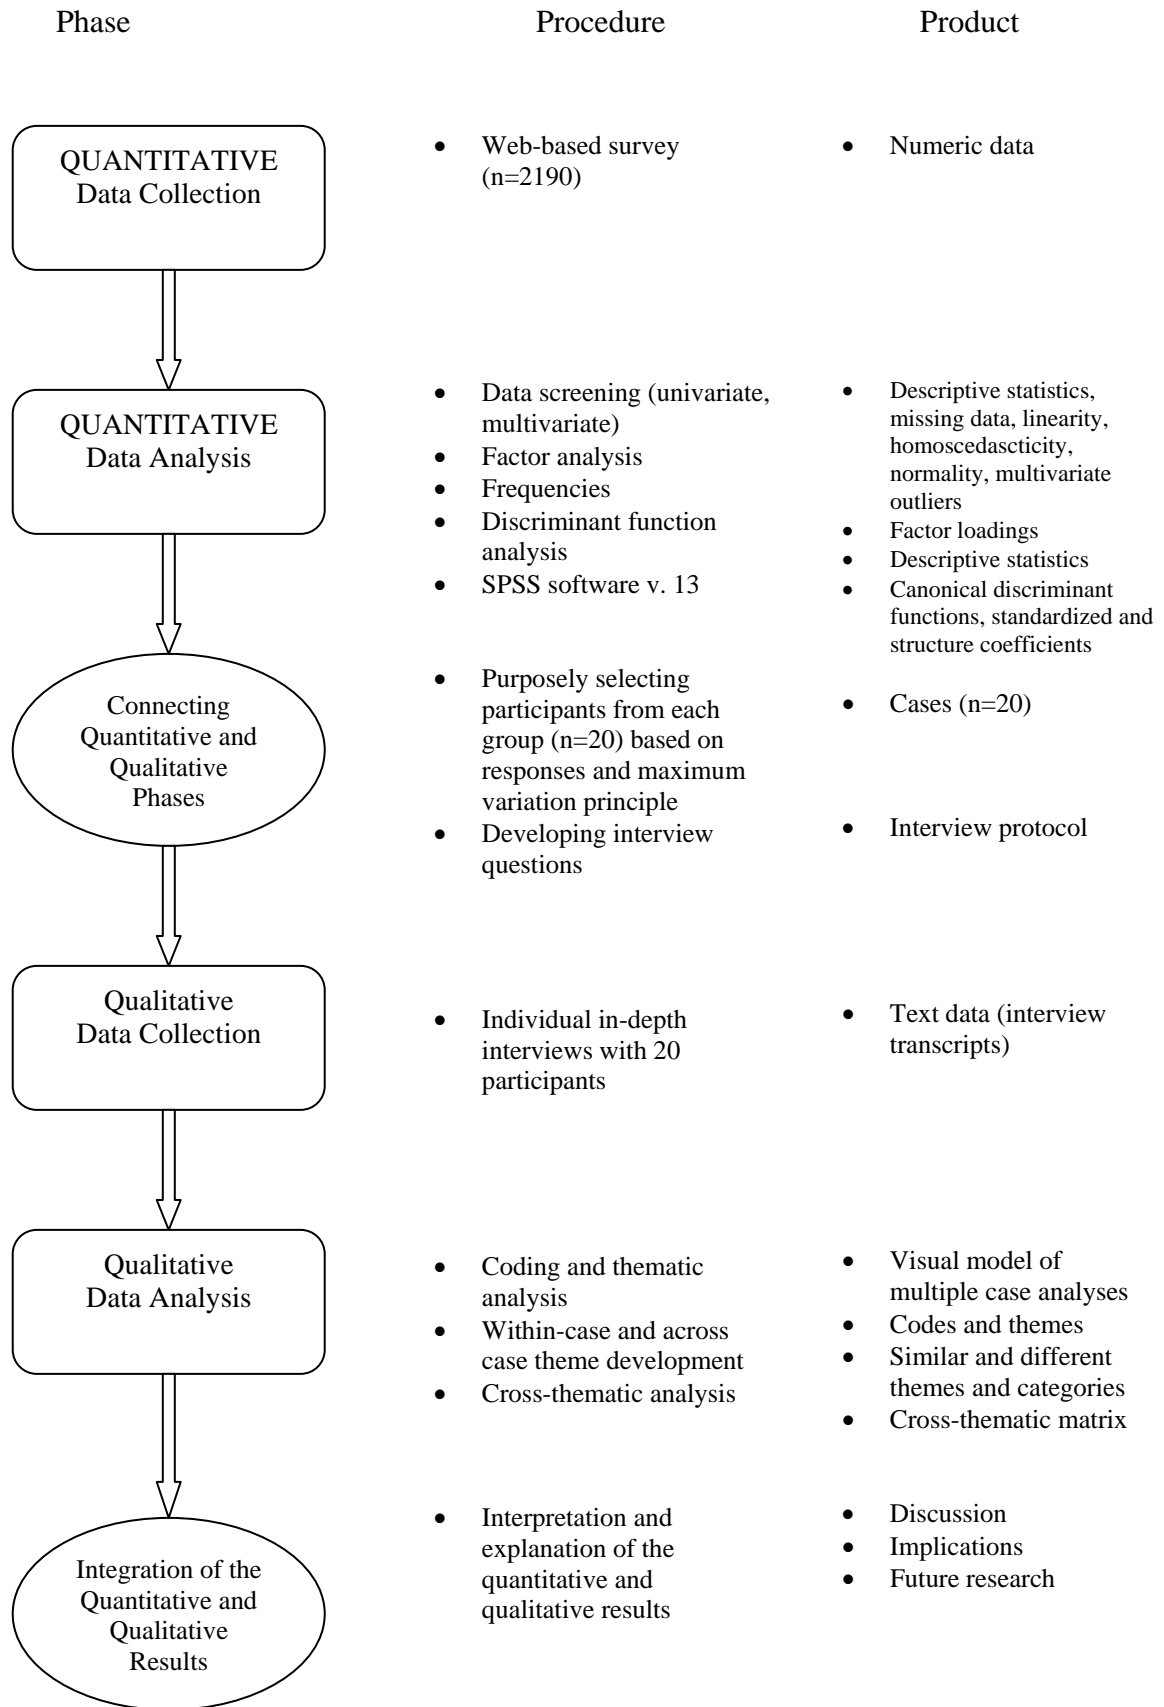 Phase
Procedure
Product
QUANTITATIVE
Data Collection
• Web-based survey
(n=2190)
• Numeric data
QUANTITATIVE
Data Analysis
• Data screening (univariate,
multivariate)
• Factor analysis
• Frequencies
• Discriminant function
analysis
• SPSS software v. 13
• Descriptive statistics,
missing data, linearity,
homoscedascticity,
normality, multivariate
outliers
• Factor loadings
• Descriptive statistics
• Canonical discriminant
functions, standardized and
structure coefficients
Connecting
Quantitative and
Qualitative
Phases
• Purposely selecting
participants from each
group (n=20) based on
responses and maximum
variation principle
• Developing interview
questions
• Cases (n=20)
• Interview protocol
Qualitative
Data Collection
• Individual in-depth
interviews with 20
participants
• Text data (interview
transcripts)
Qualitative
Data Analysis
• Coding and thematic
analysis
• Within-case and across
case theme development
• Cross-thematic analysis
• Visual model of
multiple case analyses
• Codes and themes
• Similar and different
themes and categories
• Cross-thematic matrix
Integration of the
Quantitative and
Qualitative
Results
• Interpretation and
explanation of the
quantitative and
qualitative results
• Discussion
• Implications
• Future research